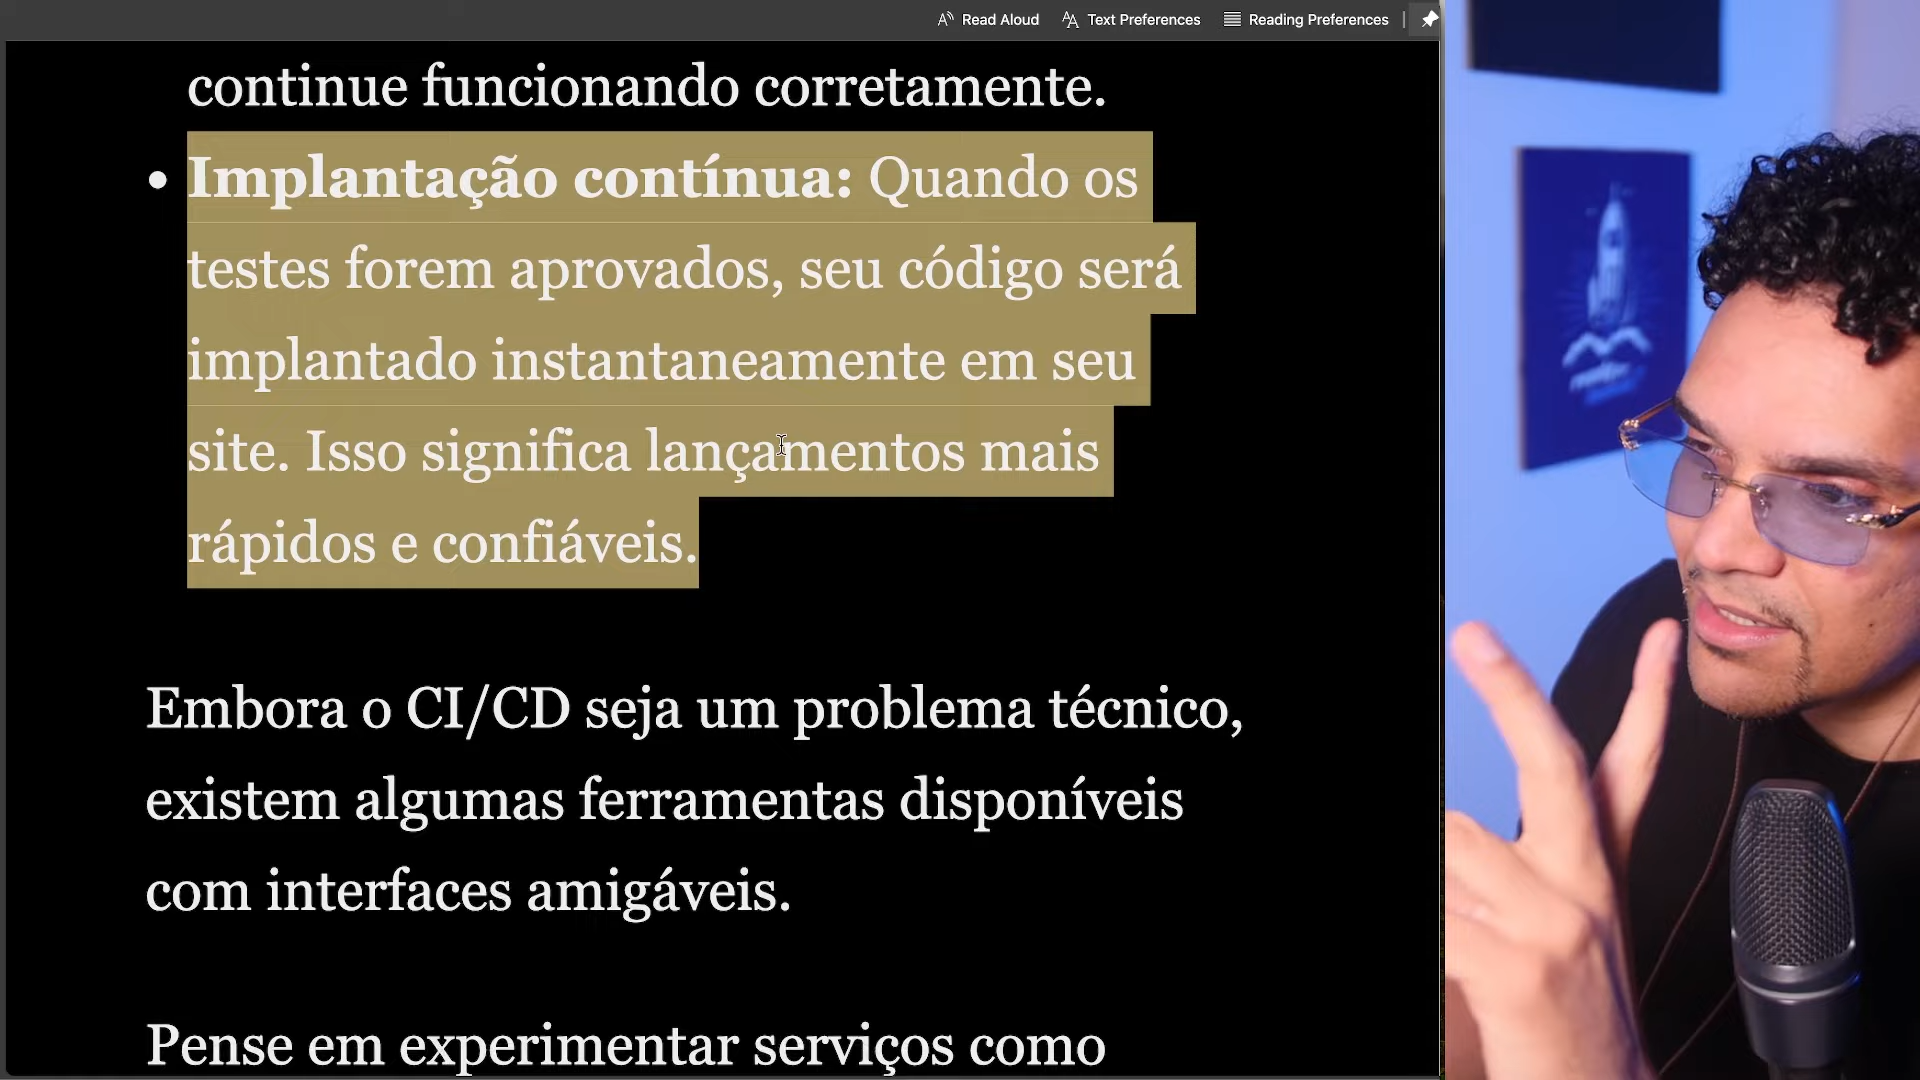 Read Aloud
Text Preferences
Reading Preferences
continue funcionando corretamente.
• Implantação contínua: Quando os
testes forem aprovados, seu código será
implantado instantaneamente em seu
site. Isso significa lançamentos mais
rápidos e confiáveis.
Embora o CI/CD seja um problema técnico,
existem algumas ferramentas disponíveis
com interfaces amigáveis.
Pense em experimentar serviços como